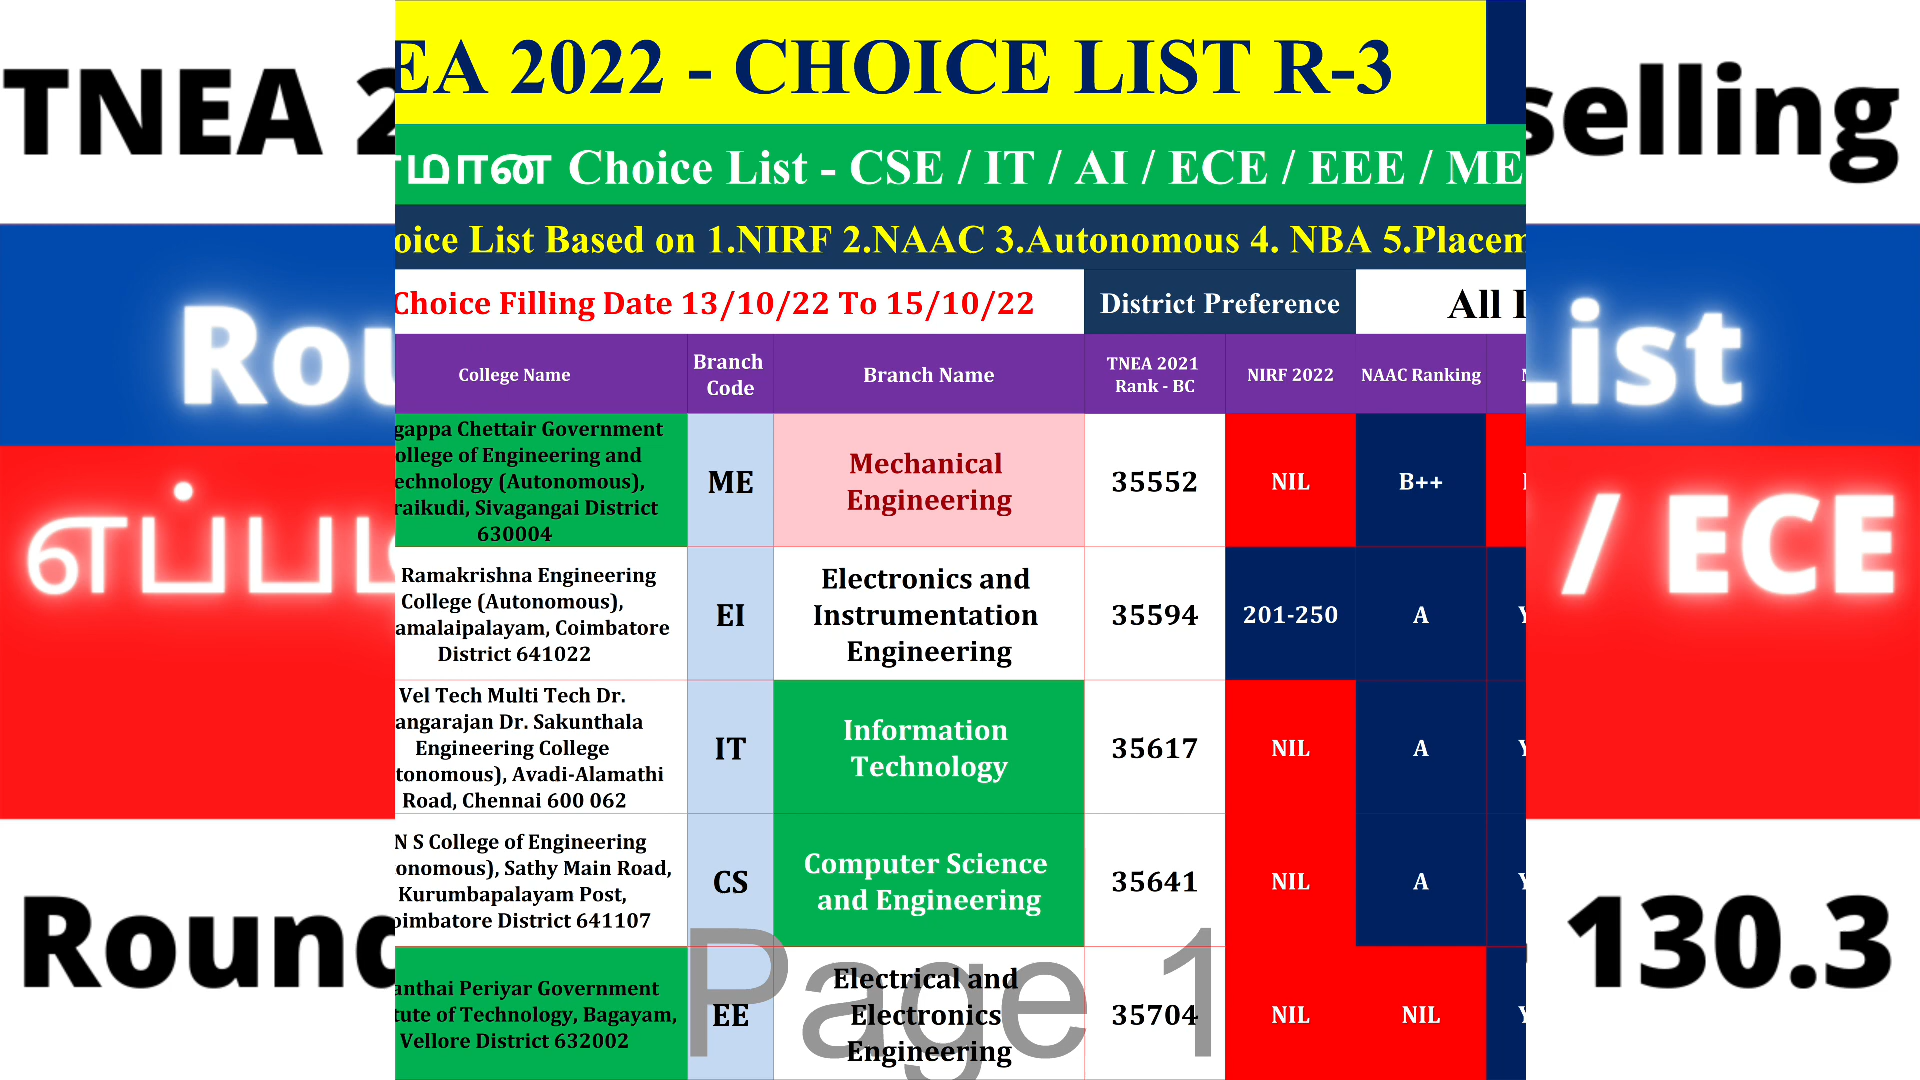 TNEA 2
selling
EA 2022 - CHOICE LIST R-3
மான Choice List - CSE / IT / AI / ECE / EEE / ME
oice List Based on 1.NIRF 2.NAAC 3.Autonomous 4. NBA 5.Placem
Choice Filling Date 13/10/22 To 15/10/22
District Preference
All
Rou
List
எப்ப
/ ECE
Round
130.3
College Name
Branch
Code
Branch Name
TNEA 2021
Rank - BC
NIRF 2022
NAAC Ranking
gappa Chettair Government
ollege of Engineering and
echnology (Autonomous),
raikudi, Sivagangai District
630004
ME
Mechanical
Engineering
35552
NIL
B++
Ramakrishna Engineering
College (Autonomous),
amalaipalayam, Coimbatore
District 641022
EI
Electronics and
Instrumentation
Engineering
35594
201-250
A
Y
Vel Tech Multi Tech Dr.
angarajan Dr. Sakunthala
Engineering College
tonomous), Avadi-Alamathi
Road, Chennai 600 062
IT
Information
Technology
35617
NIL
A
Y
N S College of Engineering
onomous), Sathy Main Road,
Kurumbapalayam Post,
oimbatore District 641107
CS
Computer Science
and Engineering
35641
NIL
A
Y
anthai Periyar Government
tute of Technology, Bagayam,
Vellore District 632002
EE
Electrical and
Electronics
Engineering
35704
NIL
NIL
Y
Page 1